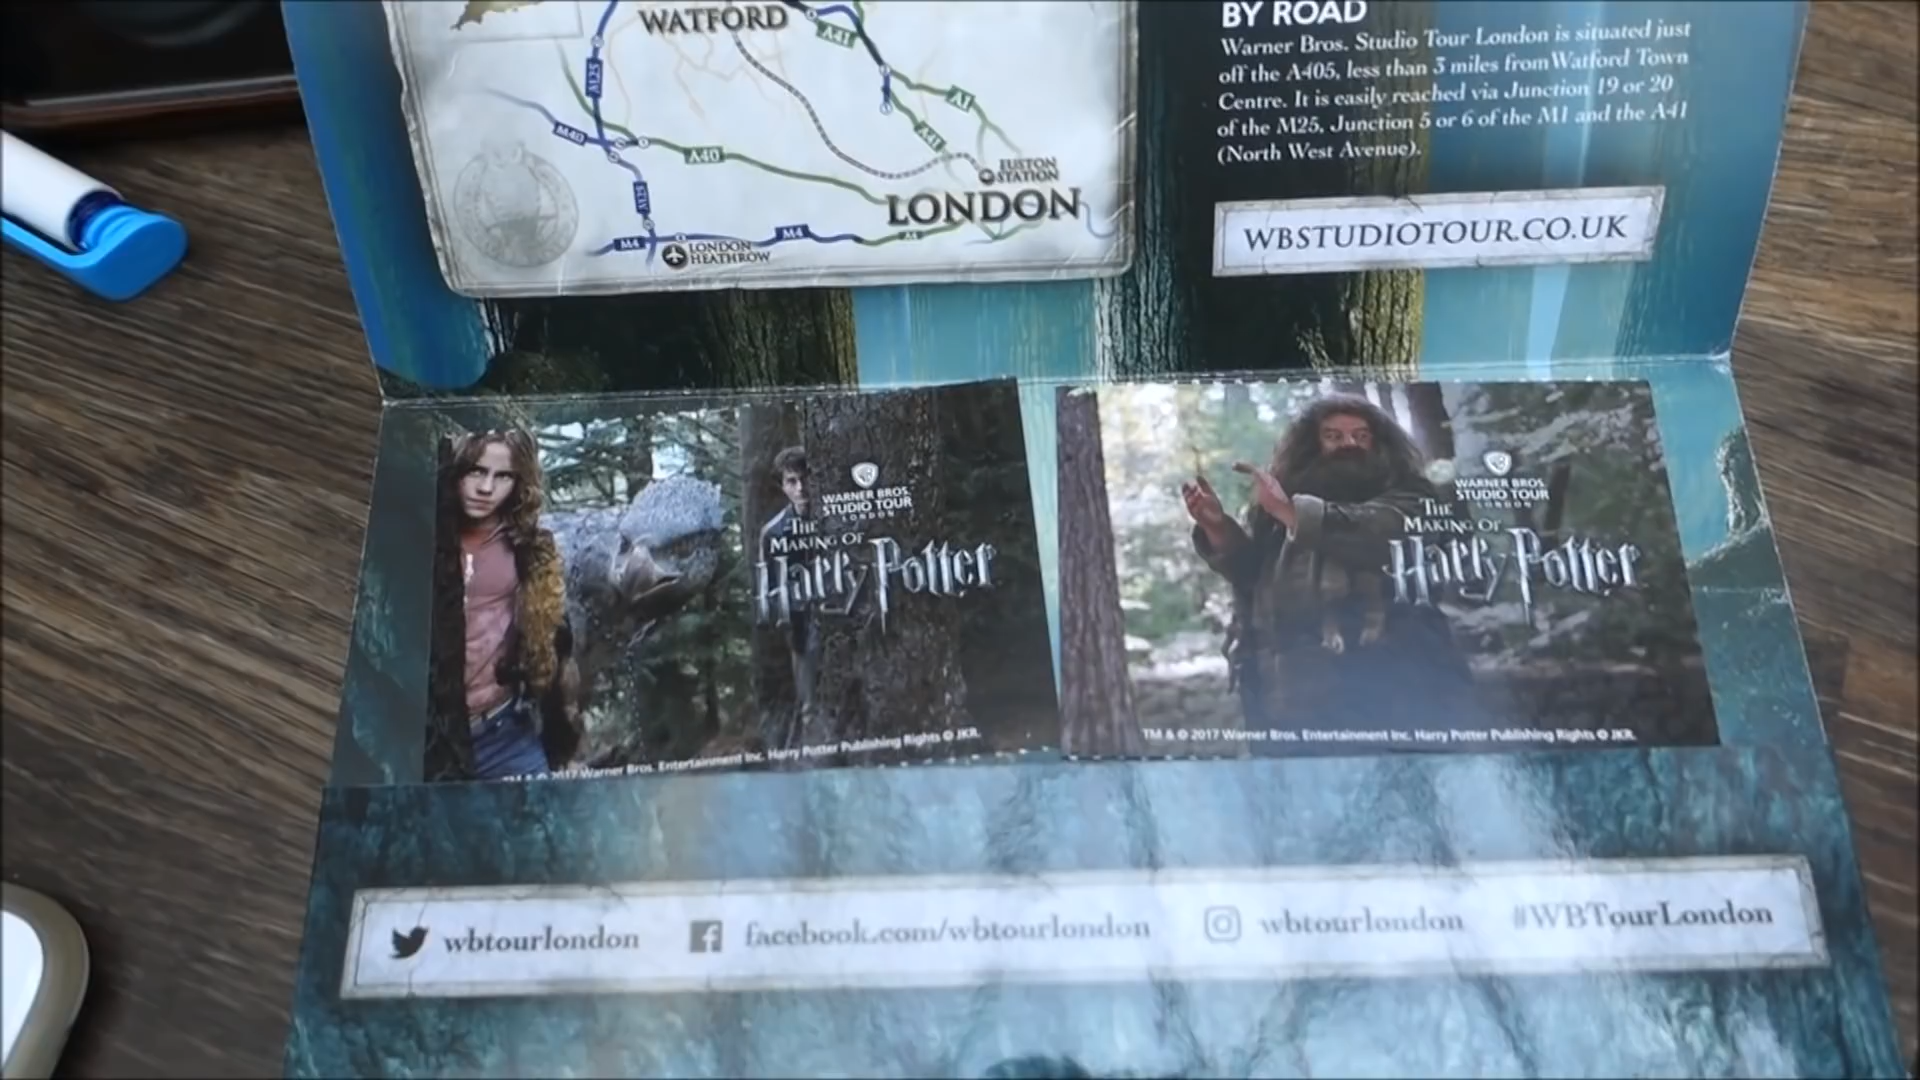 WATFORD
A41
M25
A1
M40
A41
A40
EUSTON
STATION
M25
LONDON
M4
LONDON
HEATHROW
M4
A4
BY ROAD
Warner Bros. Studio Tour London is situated just
off the A405, less than 3 miles from Watford Town
Centre. It is easily reached via Junction 19 or 20
of the M25, Junction 5 or 6 of the M1 and the A41
(North West Avenue).
WBSTUDIOTOUR.CO.UK
WARNER BROS.
STUDIO TOUR
LONDON
THE
MAKING OF
Harry Potter
TM & © 2017 Warner Bros. Entertainment Inc. Harry Potter Publishing Rights © JKR.
WARNER BROS.
STUDIO TOUR
LONDON
THE
MAKING OF
Harry Potter
TM & © 2017 Warner Bros. Entertainment Inc. Harry Potter Publishing Rights © JKR.
wbtourlondon
facebook.com/wbtourlondon
wbtourlondon
#WBTourLondon